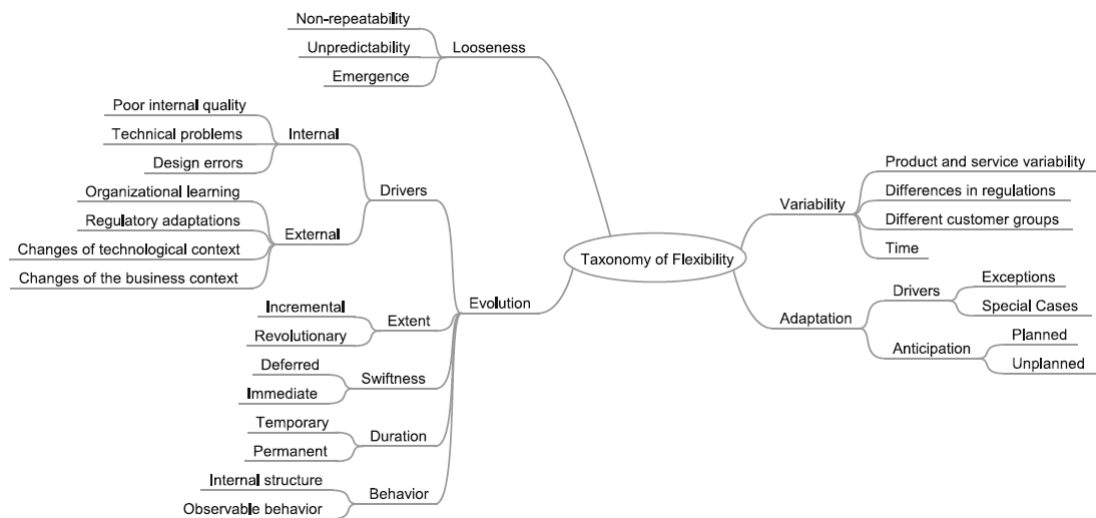 Non-repeatability
Unpredictability
Emergence
Looseness
Poor internal quality
Technical problems
Design errors
Internal
Organizational learning
Regulatory adaptations
Changes of technological context
Changes of the business context
External
Drivers
Incremental
Revolutionary
Extent
Deferred
Immediate
Swiftness
Temporary
Permanent
Duration
Internal structure
Observable behavior
Behavior
Evolution
Taxonomy of Flexibility
Variability
Product and service variability
Differences in regulations
Different customer groups
Time
Adaptation
Drivers
Exceptions
Special Cases
Anticipation
Planned
Unplanned